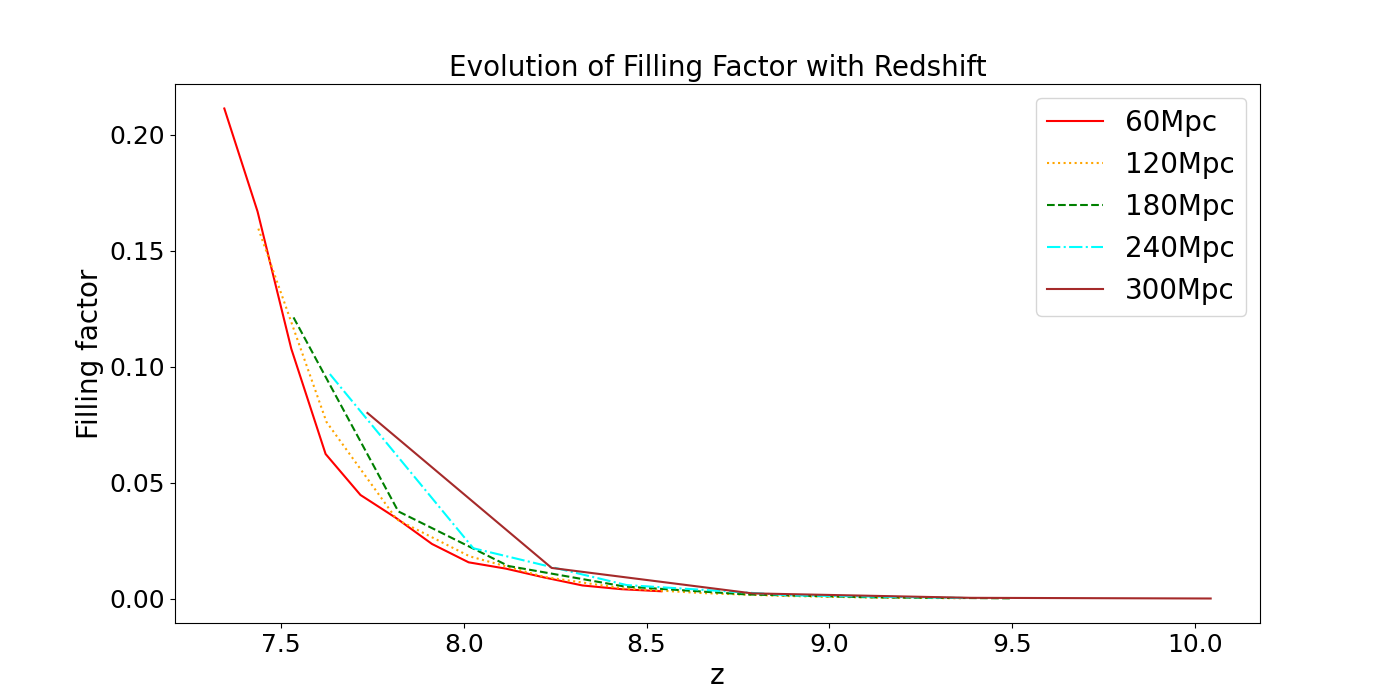 Evolution of Filling Factor with Redshift
Filling factor
0.20
0.15
0.10
0.05
0.00
60Mpc
120Mpc
180Mpc
240Mpc
300Mpc
7.5 8.0 8.5 9.0 9.5 10.0
z